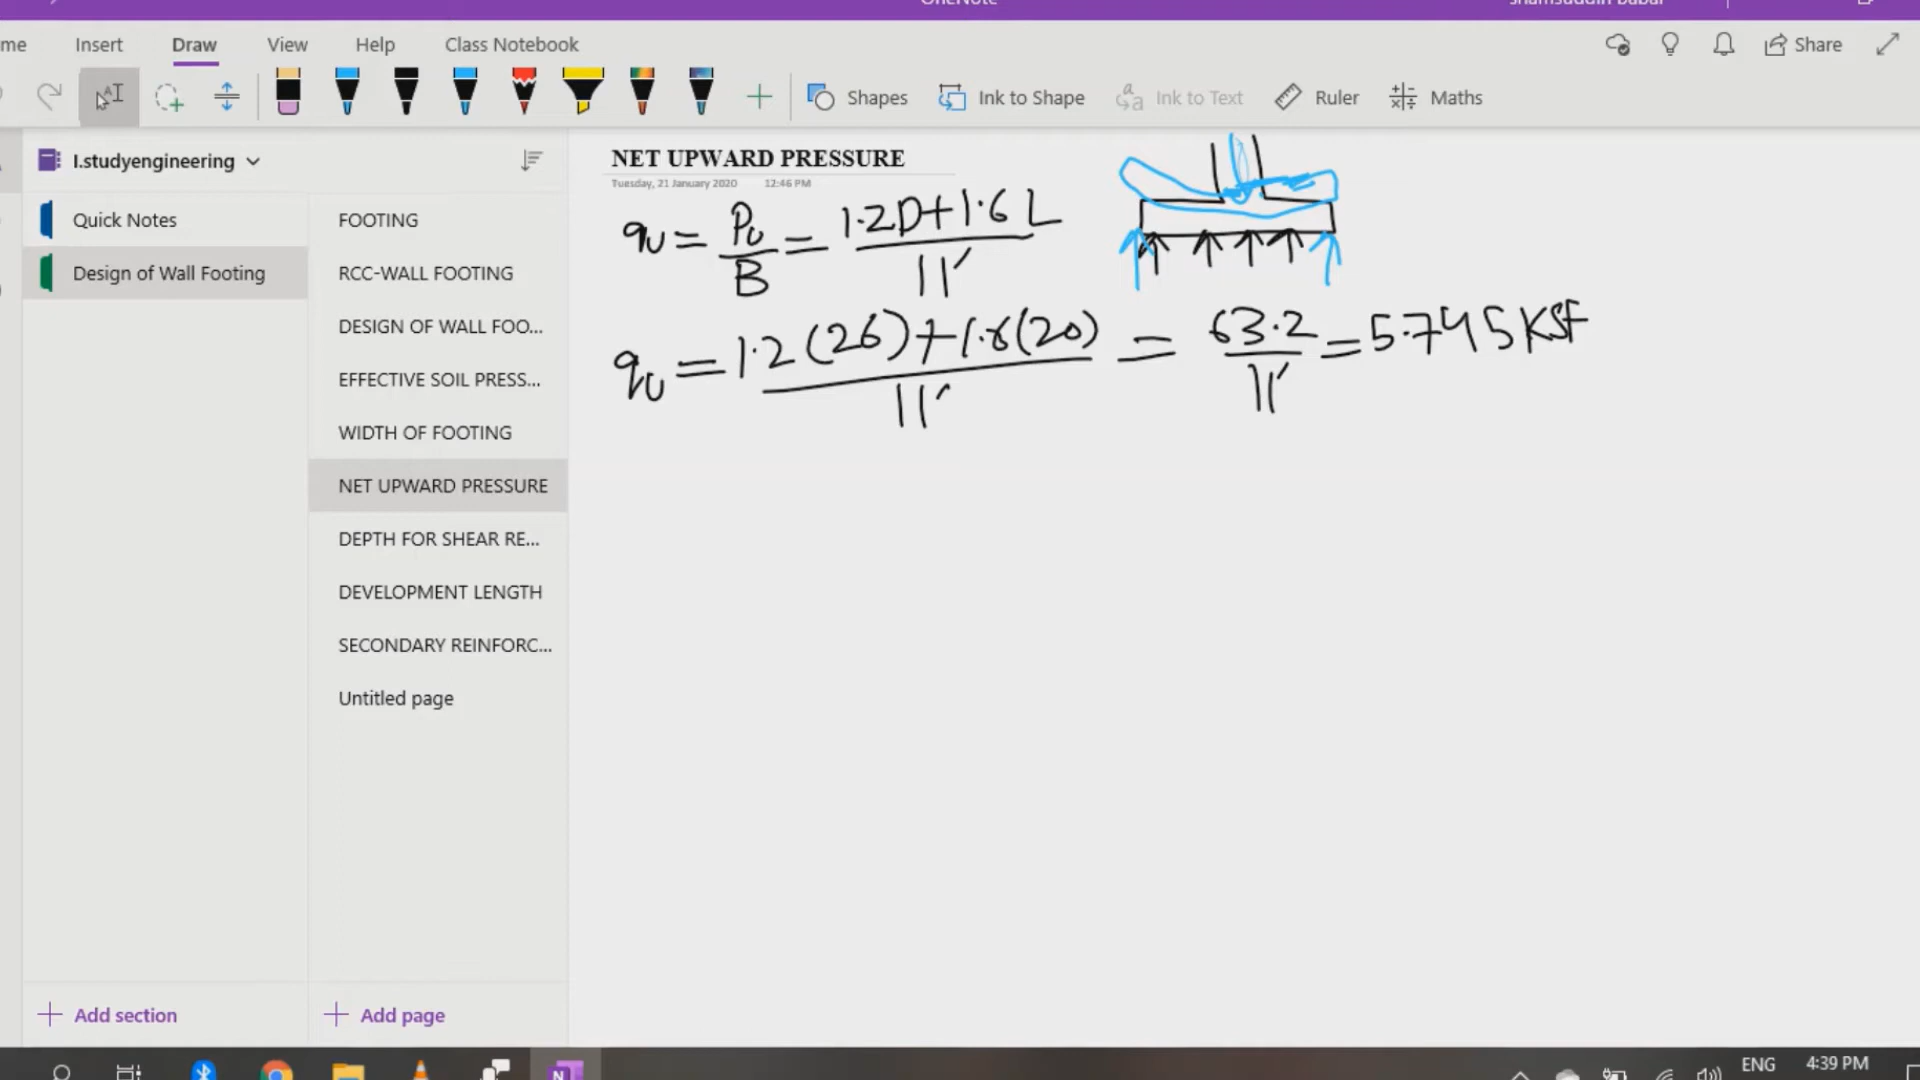 OneNote
shamsuddin babar
me Insert Draw View Help Class Notebook Share
Shapes Ink to Shape Ink to Text Ruler Maths
I.studyengineering
Quick Notes
Design of Wall Footing
FOOTING
RCC-WALL FOOTING
DESIGN OF WALL FOO...
EFFECTIVE SOIL PRESS...
WIDTH OF FOOTING
NET UPWARD PRESSURE
DEPTH FOR SHEAR RE...
DEVELOPMENT LENGTH
SECONDARY REINFORC...
Untitled page
Add section
Add page
NET UPWARD PRESSURE
Tuesday, 21 January 2020 12:46 PM
qu = Pu/B = 1.2D+1.6L/11'
qu = 1.2(26)+1.6(20)/11' = 63.2/11' = 5.745 KSF
ENG 4:39 PM